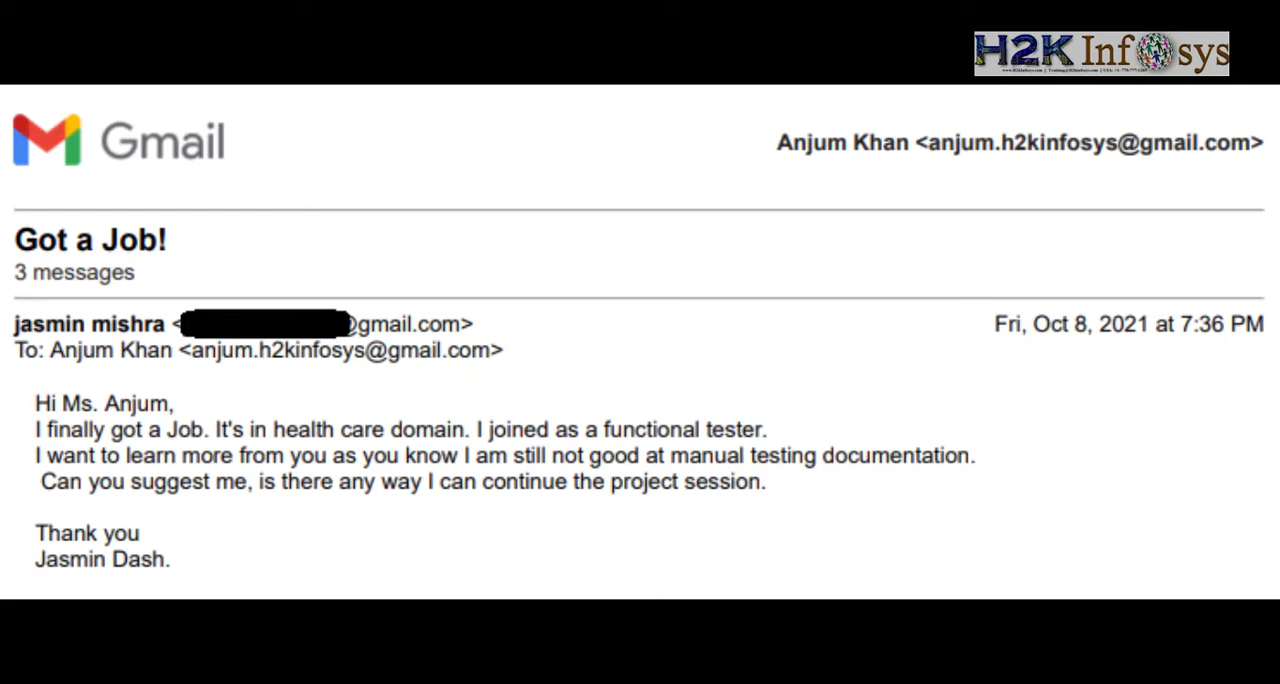 H2K Infosys
Gmail
Anjum Khan <anjum.h2kinfosys@gmail.com>
Got a Job!
3 messages
jasmin mishra < @gmail.com>
Fri, Oct 8, 2021 at 7:36 PM
To: Anjum Khan <anjum.h2kinfosys@gmail.com>
Hi Ms. Anjum,
I finally got a Job. It's in health care domain. I joined as a functional tester.
I want to learn more from you as you know I am still not good at manual testing documentation.
Can you suggest me, is there any way I can continue the project session.
Thank you
Jasmin Dash.